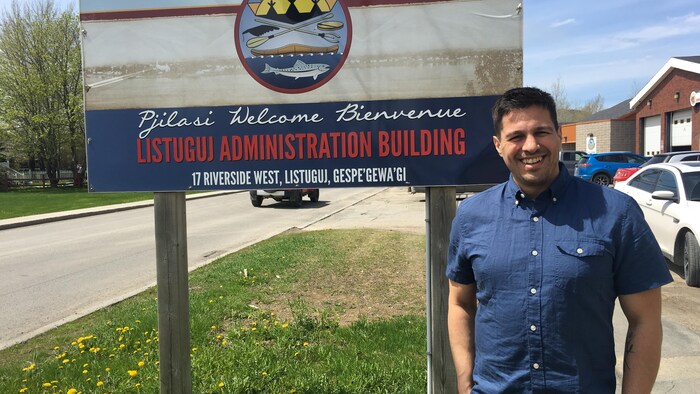 Pjilasi Welcome Bienvenue
LISTUGUJ ADMINISTRATION BUILDING
17 RIVERSIDE WEST, LISTUGUJ, GESPE'GEWA'GI